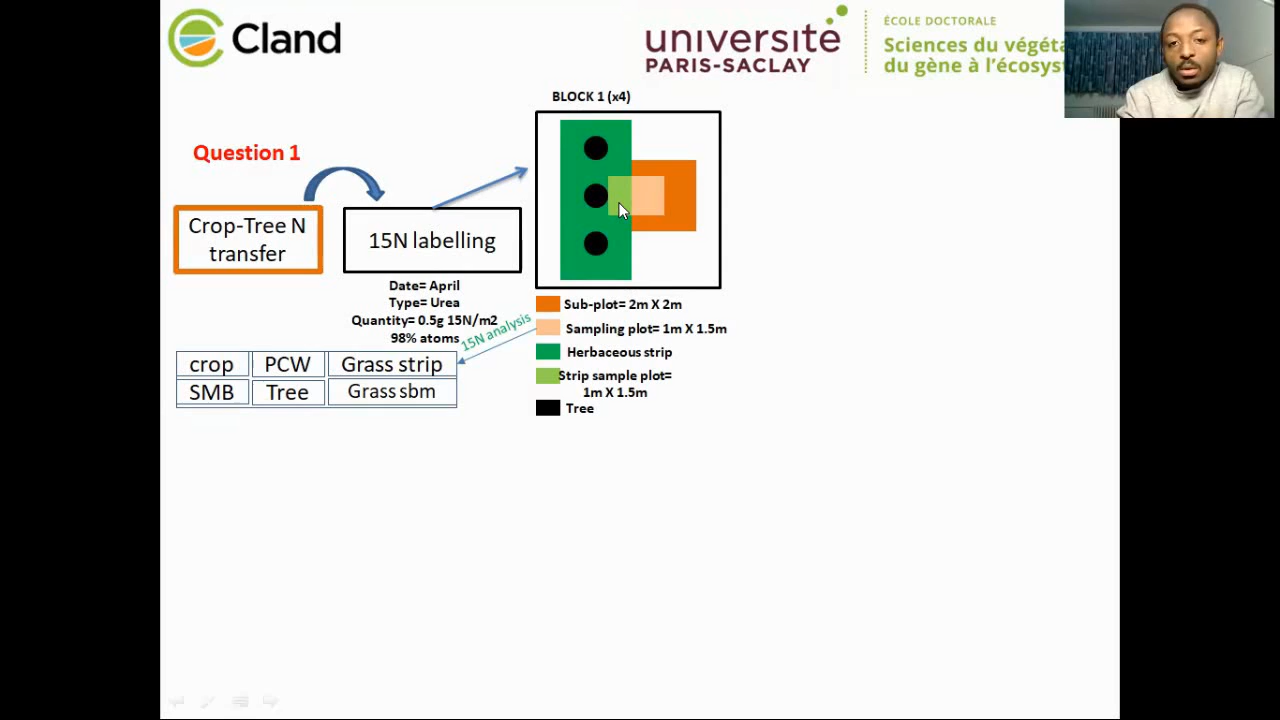 Cland
université
PARIS-SACLAY
ÉCOLE DOCTORALE
Sciences du végéta
du gène à l'écosyst
BLOCK 1 (x4)
Question 1
Crop-Tree N
transfer
15N labelling
Date= April
Type= Urea
Quantity= 0.5g 15N/m2
98% atoms
15N analysis
Sub-plot= 2m X 2m
Sampling plot= 1m X 1.5m
Herbaceous strip
Strip sample plot=
1m X 1.5m
Tree
crop PCW Grass strip
SMB Tree Grass sbm